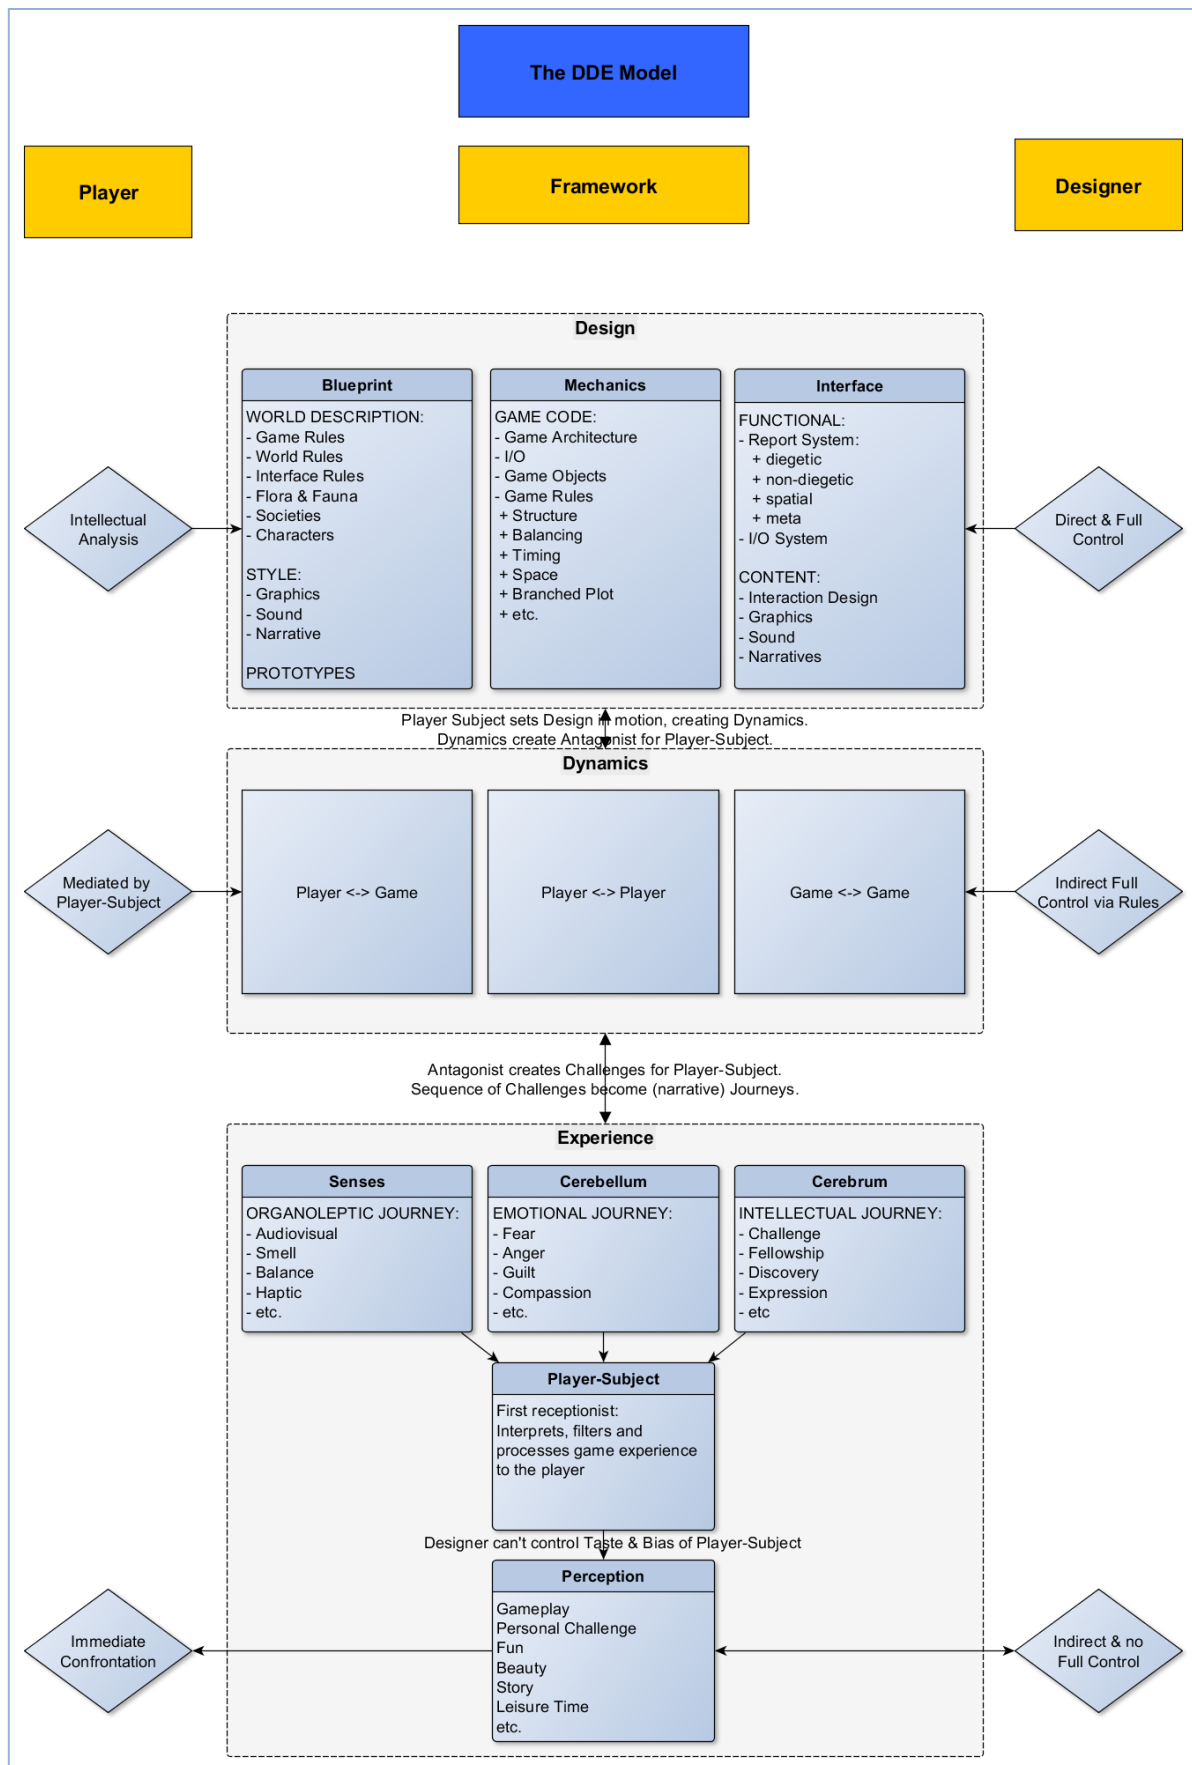 The DDE Model
Player
Framework
Designer
Design
Blueprint
WORLD DESCRIPTION:
- Game Rules
- World Rules
- Interface Rules
- Flora & Fauna
- Societies
- Characters
STYLE:
- Graphics
- Sound
- Narrative
PROTOTYPES
Mechanics
GAME CODE:
- Game Architecture
- I/O
- Game Objects
- Game Rules
+ Structure
+ Balancing
+ Timing
+ Space
+ Branched Plot
+ etc.
Interface
FUNCTIONAL:
- Report System:
+ diegetic
+ non-diegetic
+ spatial
+ meta
- I/O System
CONTENT:
- Interaction Design
- Graphics
- Sound
- Narratives
Intellectual
Analysis
Direct & Full
Control
Player Subject sets Design in motion, creating Dynamics.
Dynamics create Antagonist for Player-Subject.
Dynamics
Mediated by
Player-Subject
Player <-> Game
Player <-> Player
Game <-> Game
Indirect Full
Control via Rules
Antagonist creates Challenges for Player-Subject.
Sequence of Challenges become (narrative) Journeys.
Experience
Senses
ORGANOLEPTIC JOURNEY:
- Audiovisual
- Smell
- Balance
- Haptic
- etc.
Cerebellum
EMOTIONAL JOURNEY:
- Fear
- Anger
- Guilt
- Compassion
- etc.
Cerebrum
INTELLECTUAL JOURNEY:
- Challenge
- Fellowship
- Discovery
- Expression
- etc
Player-Subject
First receptionist:
Interprets, filters and
processes game experience
to the player
Designer can't control Taste & Bias of Player-Subject
Perception
Gameplay
Personal Challenge
Fun
Beauty
Story
Leisure Time
etc.
Immediate
Confrontation
Indirect & no
Full Control